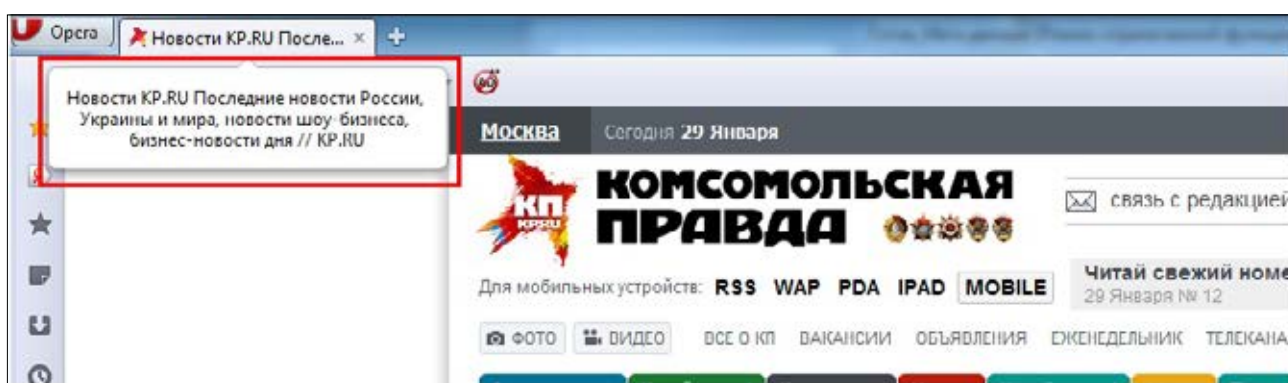 Opera
Новости KP.RU После...
Новости KP.RU Последние новости России,
Украины и мира, новости шоу-бизнеса,
бизнес-новости дня // KP.RU
Москва Сегодня 29 Января
КОМСОМОЛЬСКАЯ
ПРАВДА
КП
KP.RU
связь с редакцией
Для мобильных устройств: RSS WAP PDA IPAD MOBILE
Читай свежий номе
29 Января № 12
ФОТО ВИДЕО ВСЕ О КП ВАКАНСИИ ОБЪЯВЛЕНИЯ ЕЖЕНЕДЕЛЬНИК ТЕЛЕКАНА